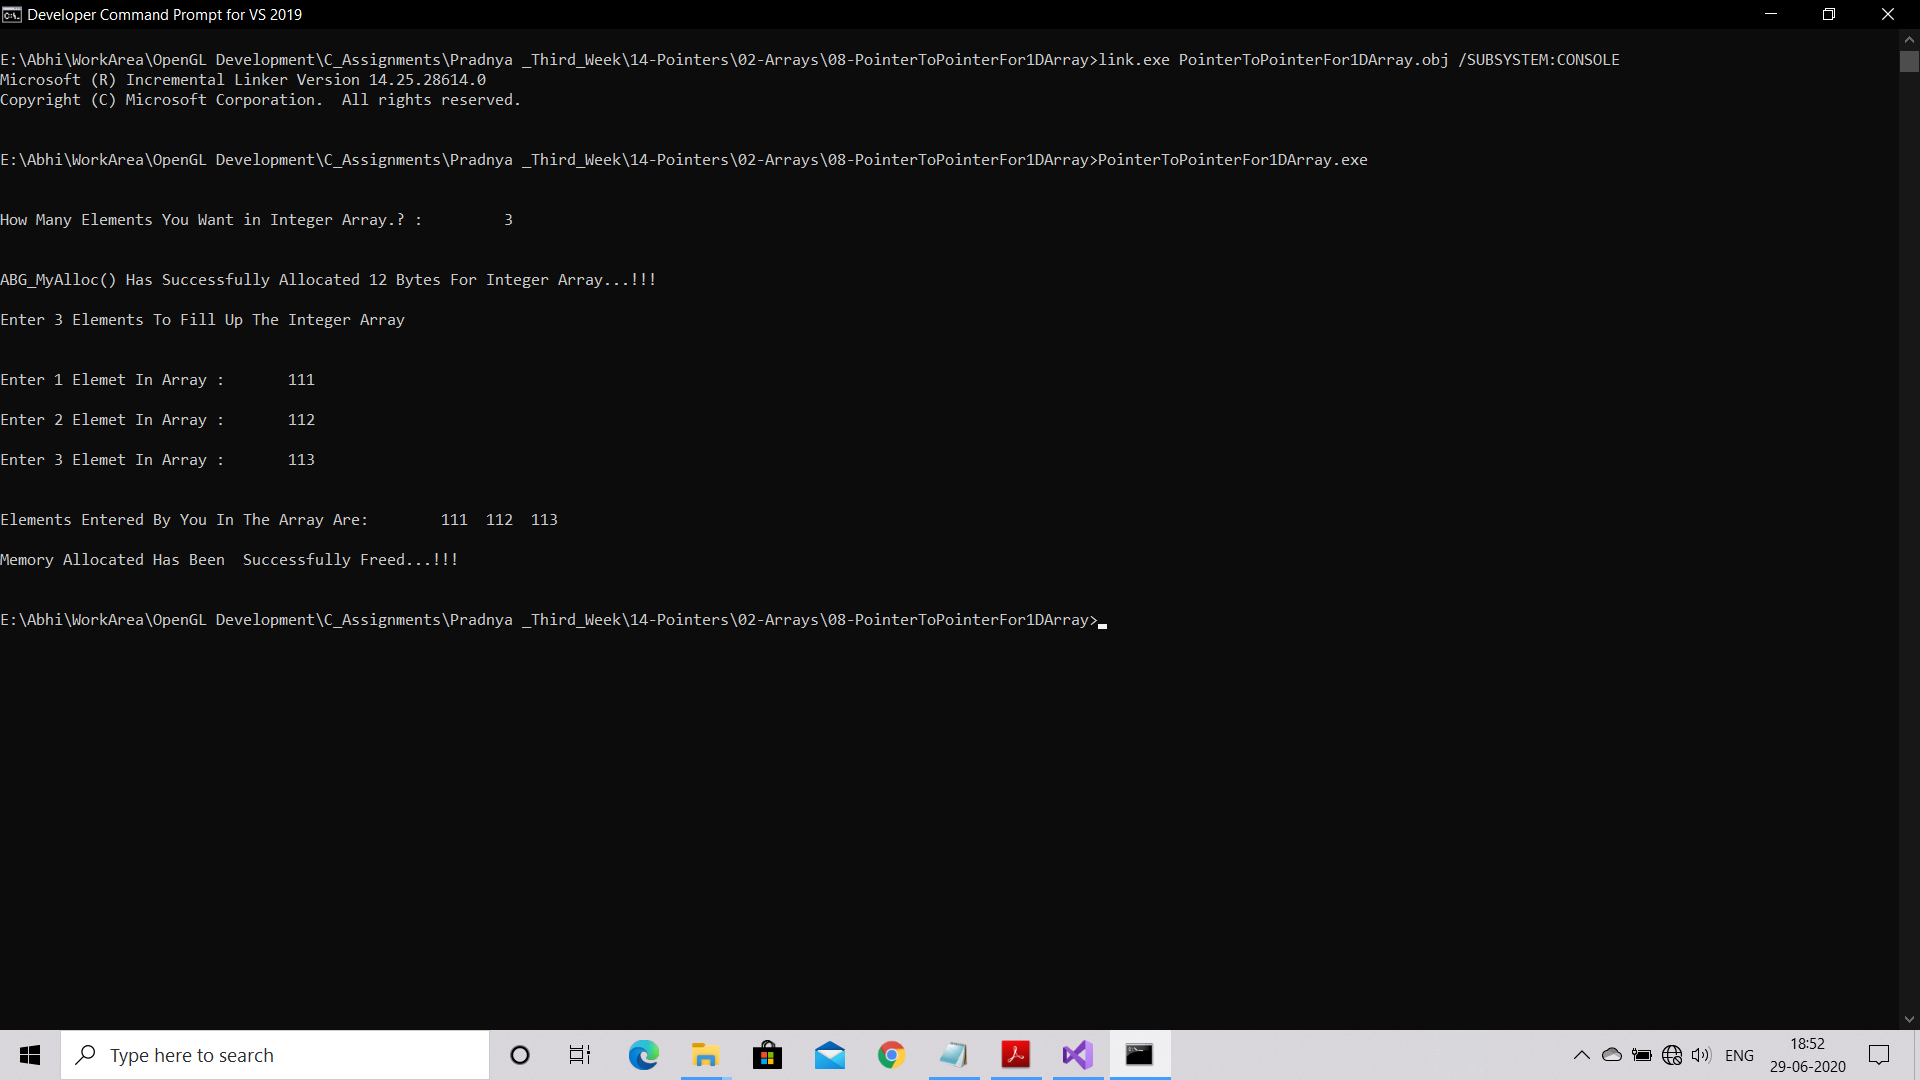 Developer Command Prompt for VS 2019
E:\Abhi\WorkArea\OpenGL Development\C_Assignments\Pradnya _Third_Week\14-Pointers\02-Arrays\08-PointerToPointerFor1DArray>link.exe PointerToPointerFor1DArray.obj /SUBSYSTEM:CONSOLE
Microsoft (R) Incremental Linker Version 14.25.28614.0
Copyright (C) Microsoft Corporation.  All rights reserved.
E:\Abhi\WorkArea\OpenGL Development\C_Assignments\Pradnya _Third_Week\14-Pointers\02-Arrays\08-PointerToPointerFor1DArray>PointerToPointerFor1DArray.exe
How Many Elements You Want in Integer Array.? :         3
ABG_MyAlloc() Has Successfully Allocated 12 Bytes For Integer Array...!!!
Enter 3 Elements To Fill Up The Integer Array
Enter 1 Elemet In Array :       111
Enter 2 Elemet In Array :       112
Enter 3 Elemet In Array :       113
Elements Entered By You In The Array Are:        111  112  113
Memory Allocated Has Been  Successfully Freed...!!!
E:\Abhi\WorkArea\OpenGL Development\C_Assignments\Pradnya _Third_Week\14-Pointers\02-Arrays\08-PointerToPointerFor1DArray>
Type here to search
ENG
18:52
29-06-2020